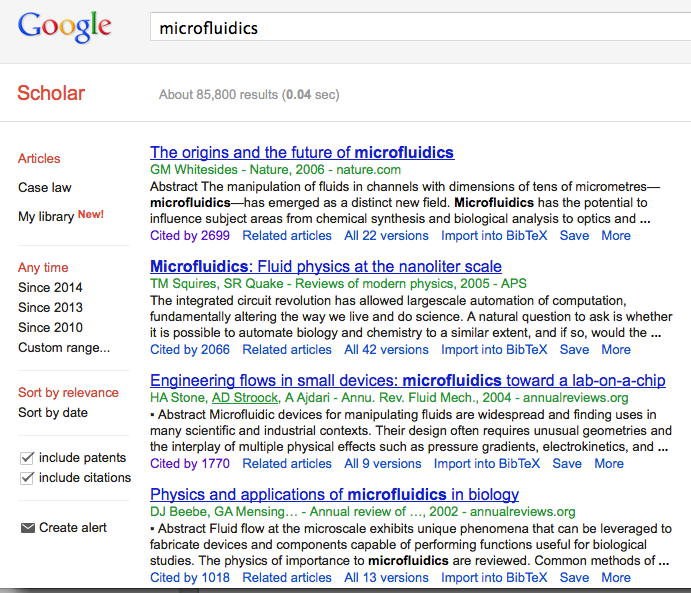 Google
microfluidics
Scholar
About 85,800 results (0.04 sec)
Articles
Case law
My library New!
Any time
Since 2014
Since 2013
Since 2010
Custom range...
Sort by relevance
Sort by date
include patents
include citations
Create alert
The origins and the future of microfluidics
GM Whitesides - Nature, 2006 - nature.com
Abstract The manipulation of fluids in channels with dimensions of tens of micrometres—
microfluidics—has emerged as a distinct new field. Microfluidics has the potential to
influence subject areas from chemical synthesis and biological analysis to optics and ...
Cited by 2699 Related articles All 22 versions Import into BibTeX Save More
Microfluidics: Fluid physics at the nanoliter scale
TM Squires, SR Quake - Reviews of modern physics, 2005 - APS
The integrated circuit revolution has allowed largescale automation of computation,
fundamentally altering the way we live and do science. A natural question to ask is whether
it is possible to automate biology and chemistry to a similar extent, and if so, would the ...
Cited by 2066 Related articles All 42 versions Import into BibTeX Save More
Engineering flows in small devices: microfluidics toward a lab-on-a-chip
HA Stone, AD Stroock, A Ajdari - Annu. Rev. Fluid Mech., 2004 - annualreviews.org
▪ Abstract Microfluidic devices for manipulating fluids are widespread and finding uses in
many scientific and industrial contexts. Their design often requires unusual geometries and
the interplay of multiple physical effects such as pressure gradients, electrokinetics, and ...
Cited by 1770 Related articles All 9 versions Import into BibTeX Save More
Physics and applications of microfluidics in biology
DJ Beebe, GA Mensing... - Annual review of ..., 2002 - annualreviews.org
▪ Abstract Fluid flow at the microscale exhibits unique phenomena that can be leveraged to
fabricate devices and components capable of performing functions useful for biological
studies. The physics of importance to microfluidics are reviewed. Common methods of ...
Cited by 1018 Related articles All 13 versions Import into BibTeX Save More